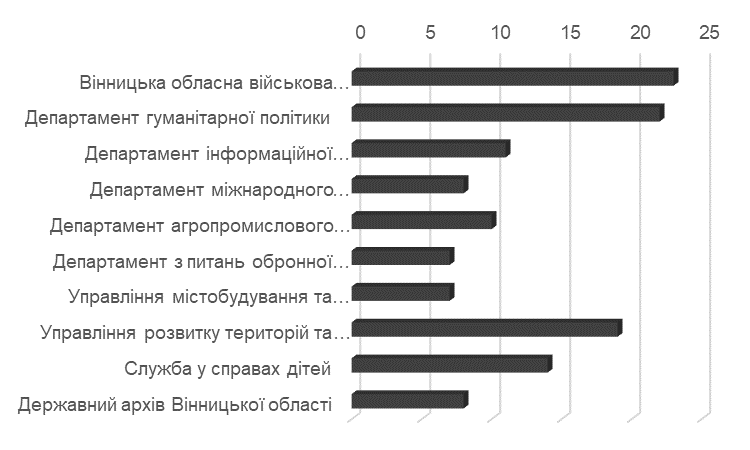 0 5 10 15 20 25
Вінницька обласна військова…
Департамент гуманітарної політики
Департамент інформаційної…
Департамент міжнародного…
Департамент агропромислового…
Департамент з питань обронної…
Управління містобудування та…
Управління розвитку територій та…
Служба у справах дітей
Державний архів Вінницької області